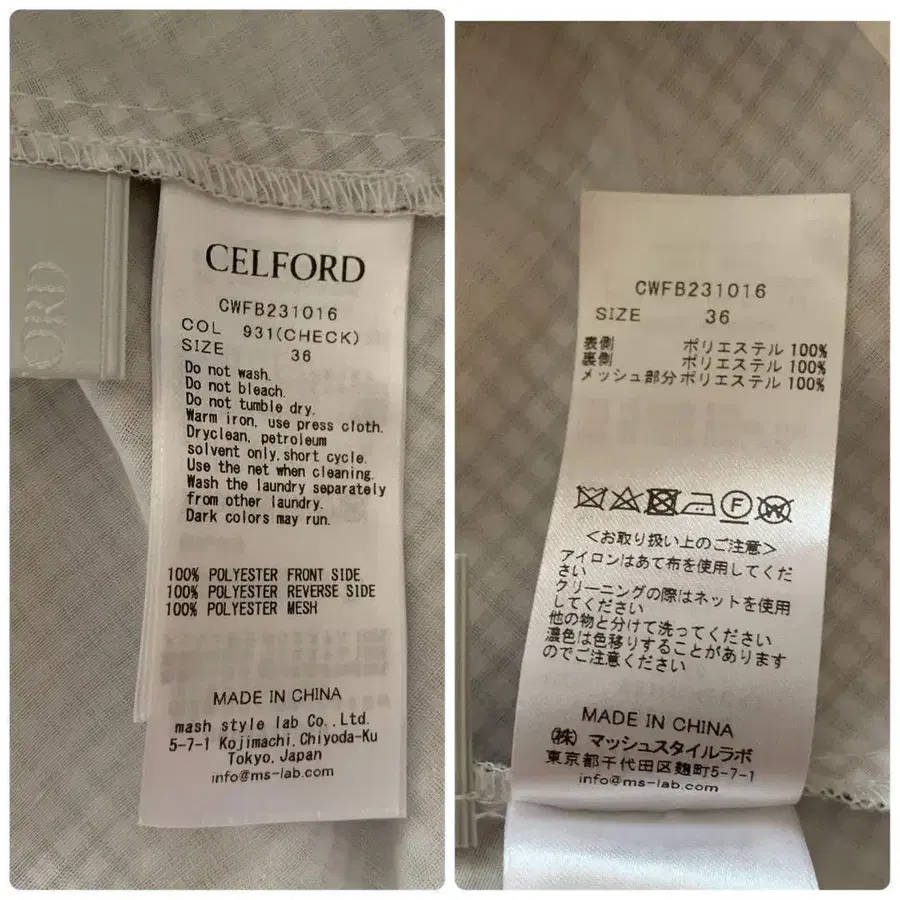 ORD
CELFORD
CWFB231016
COL 931(CHECK)
SIZE 36
Do not wash.
Do not bleach.
Do not tumble dry.
Warm iron, use press cloth.
Dryclean, petroleum
solvent only,short cycle.
Use the net when cleaning.
Wash the laundry separately
from other laundry.
Dark colors may run.
100% POLYESTER FRONT SIDE
100% POLYESTER REVERSE SIDE
100% POLYESTER MESH
MADE IN CHINA
mash style lab Co.,Ltd.
5-7-1 Kojimachi,Chiyoda-Ku
Tokyo,Japan
info@ms-lab.com
CWFB231016
SIZE 36
表側 ポリエステル 100%
裏側 ポリエステル 100%
メッシュ部分 ポリエステル 100%
F
W
<お取り扱い上のご注意>
アイロンはあて布を使用してくだ
さい
クリーニングの際はネットを使用
してください
他の物と分けて洗ってください
濃色は色移りすることがあります
のでご注意ください
MADE IN CHINA
(株) マッシュスタイルラボ
東京都千代田区麹町5-7-1
info@ms-lab.com